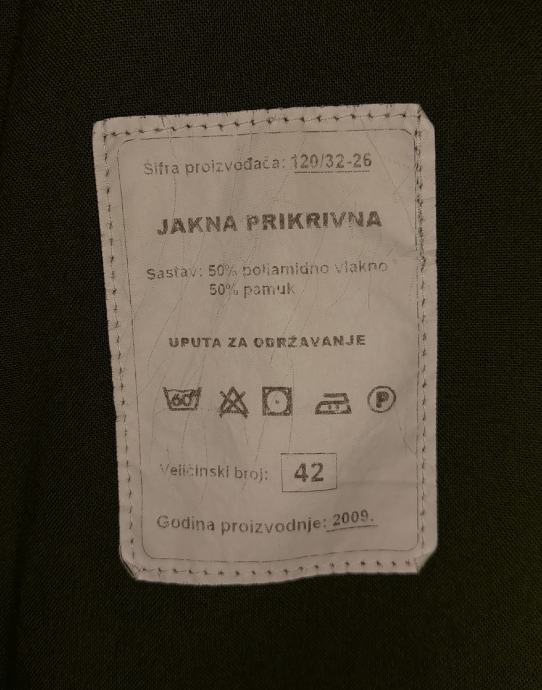 Šifra proizvođača: 120/32-26
JAKNA PRIKRIVNA
Sastav: 50% poliamidno vlakno
50% pamuk
UPUTA ZA ODRŽAVANJE
60° P
Veličinski broj: 42
Godina proizvodnje: 2009.